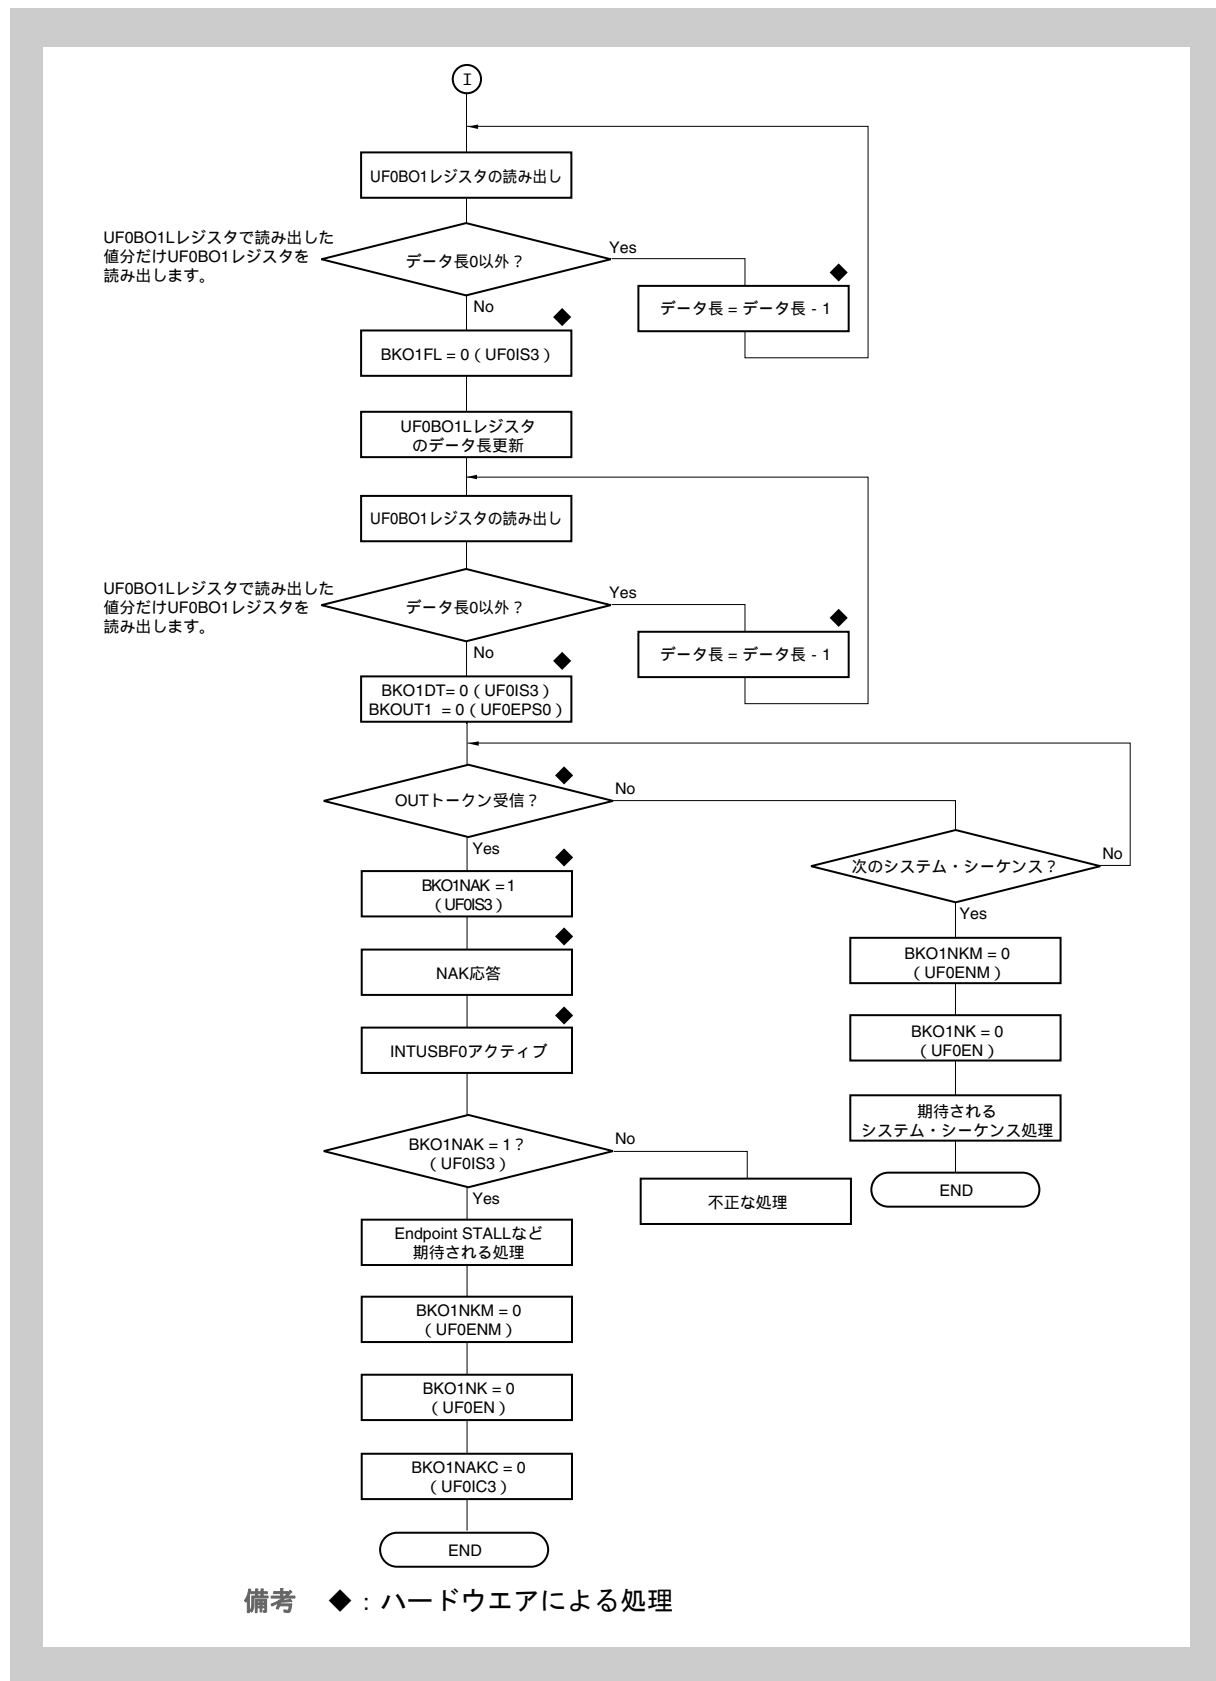 I
UF0BO1レジスタの読み出し
UF0BO1Lレジスタで読み出した
値分だけUF0BO1レジスタを
読み出します。
データ長0以外？
Yes
◆
データ長 = データ長 - 1
No
◆
BKO1FL = 0 ( UF0IS3 )
UF0BO1Lレジスタ
のデータ長更新
UF0BO1レジスタの読み出し
UF0BO1Lレジスタで読み出した
値分だけUF0BO1レジスタを
読み出します。
データ長0以外？
Yes
◆
データ長 = データ長 - 1
No
◆
BKO1DT= 0 ( UF0IS3 )
BKOUT1 = 0 ( UF0EPS0 )
◆
OUTトークン受信？
No
Yes
次のシステム・シーケンス？
No
Yes
◆
BKO1NAK = 1
( UF0IS3 )
◆
NAK応答
◆
INTUSBF0アクティブ
BKO1NKM = 0
( UF0ENM )
BKO1NK = 0
( UF0EN )
期待される
システム・シーケンス処理
END
BKO1NAK = 1？
( UF0IS3 )
No
不正な処理
Yes
Endpoint STALLなど
期待される処理
BKO1NKM = 0
( UF0ENM )
BKO1NK = 0
( UF0EN )
BKO1NAKC = 0
( UF0IC3 )
END
備考 ◆：ハードウエアによる処理